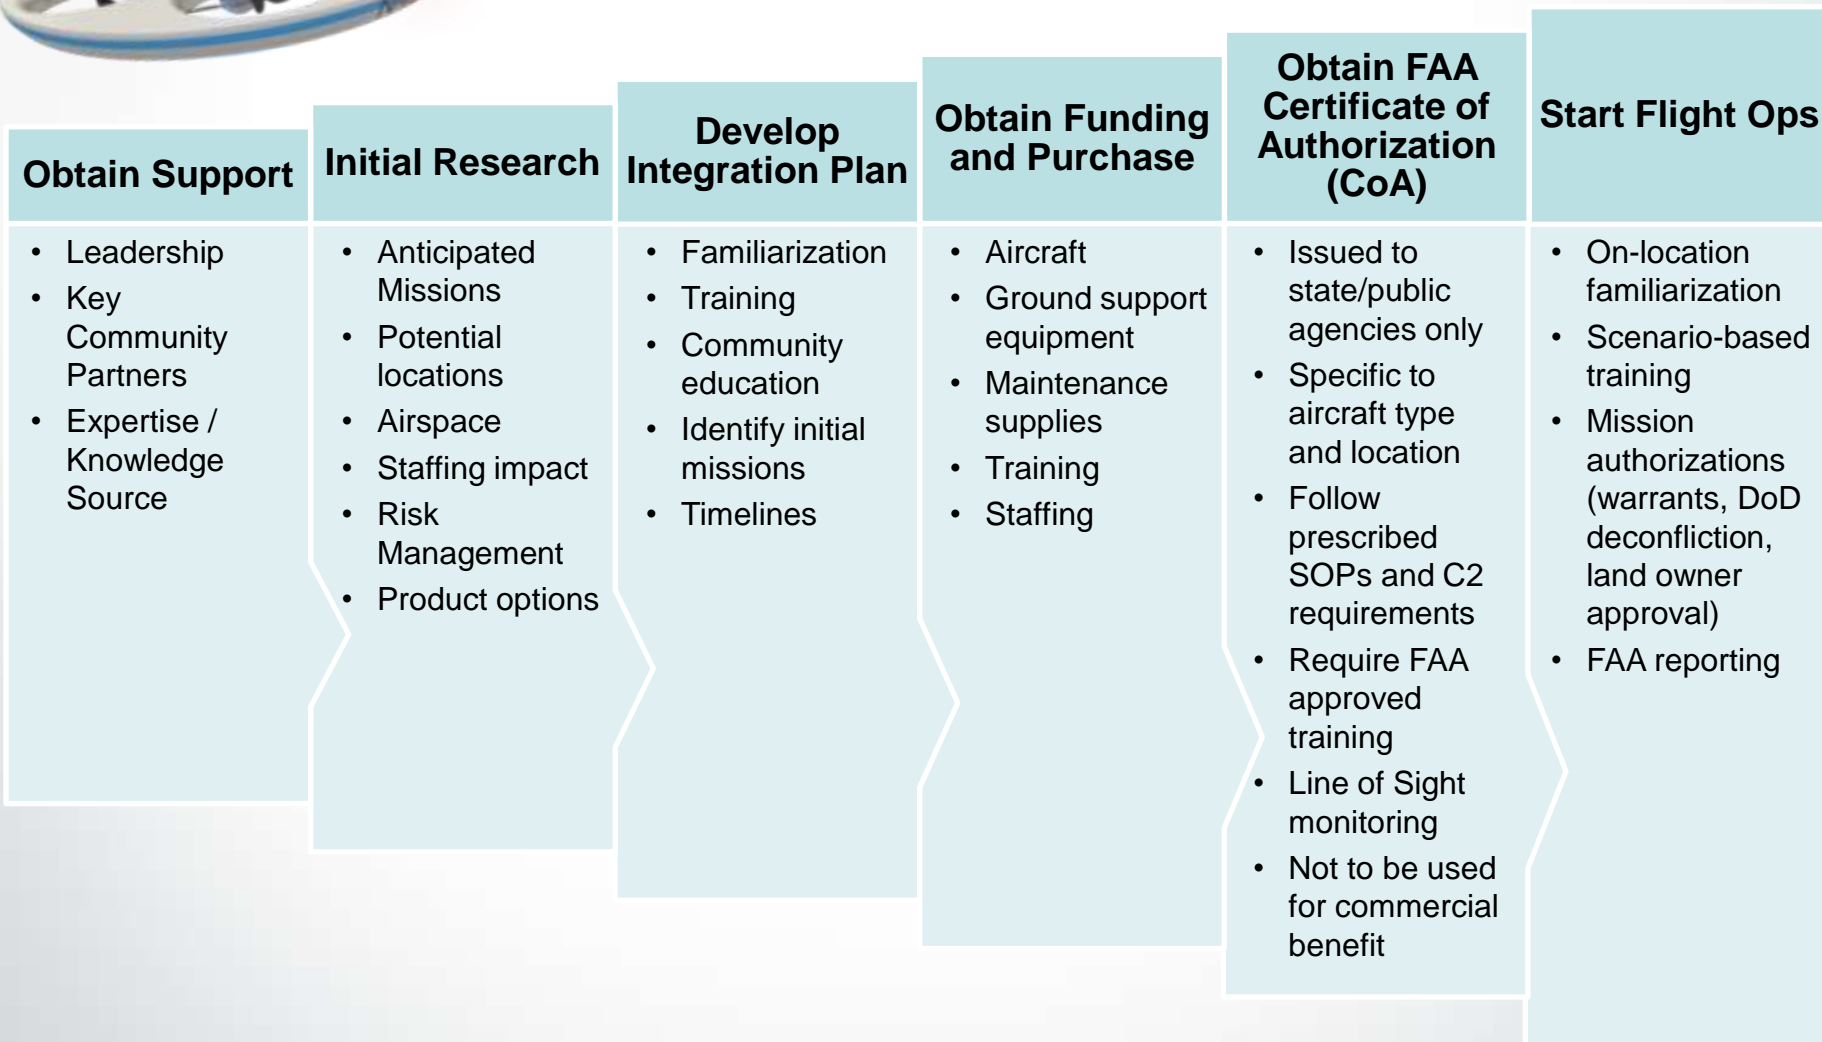 Obtain Support
• Leadership
• Key
Community
Partners
• Expertise /
Knowledge
Source
Initial Research
• Anticipated
Missions
• Potential
locations
• Airspace
• Staffing impact
• Risk
Management
• Product options
Develop
Integration Plan
• Familiarization
• Training
• Community
education
• Identify initial
missions
• Timelines
Obtain Funding
and Purchase
• Aircraft
• Ground support
equipment
• Maintenance
supplies
• Training
• Staffing
Obtain FAA
Certificate of
Authorization
(CoA)
• Issued to
state/public
agencies only
• Specific to
aircraft type
and location
• Follow
prescribed
SOPs and C2
requirements
• Require FAA
approved
training
• Line of Sight
monitoring
• Not to be used
for commercial
benefit
Start Flight Ops
• On-location
familiarization
• Scenario-based
training
• Mission
authorizations
(warrants, DoD
deconfliction,
land owner
approval)
• FAA reporting